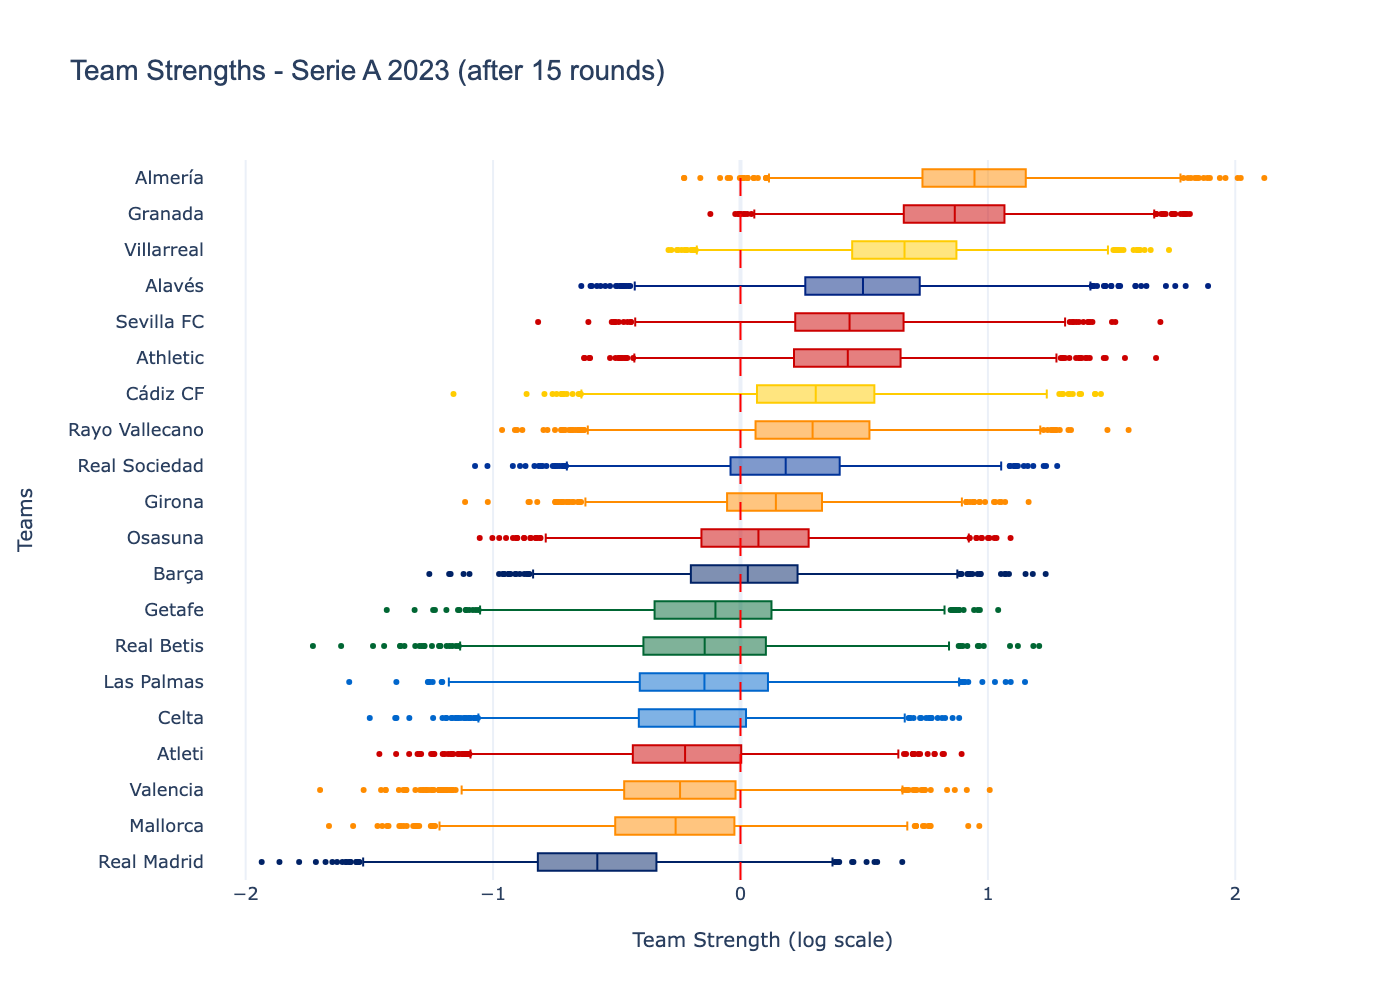 Team Strengths - Serie A 2023 (after 15 rounds)
Almería
Granada
Villarreal
Alavés
Sevilla FC
Athletic
Cádiz CF
Rayo Vallecano
Real Sociedad
Girona
Osasuna
Barça
Getafe
Real Betis
Las Palmas
Celta
Atleti
Valencia
Mallorca
Real Madrid
Teams
−2 −1 0 1 2
Team Strength (log scale)